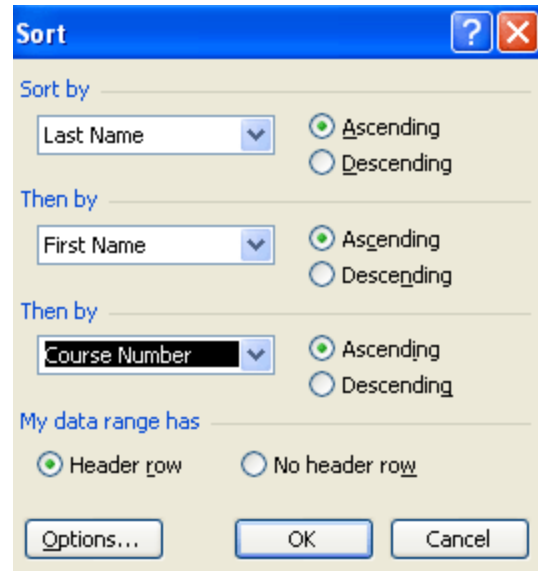 Sort ?
Sort by
Last Name Ascending
Descending
Then by
First Name Ascending
Descending
Then by
Course Number Ascending
Descending
My data range has
Header row No header row
Options... OK Cancel